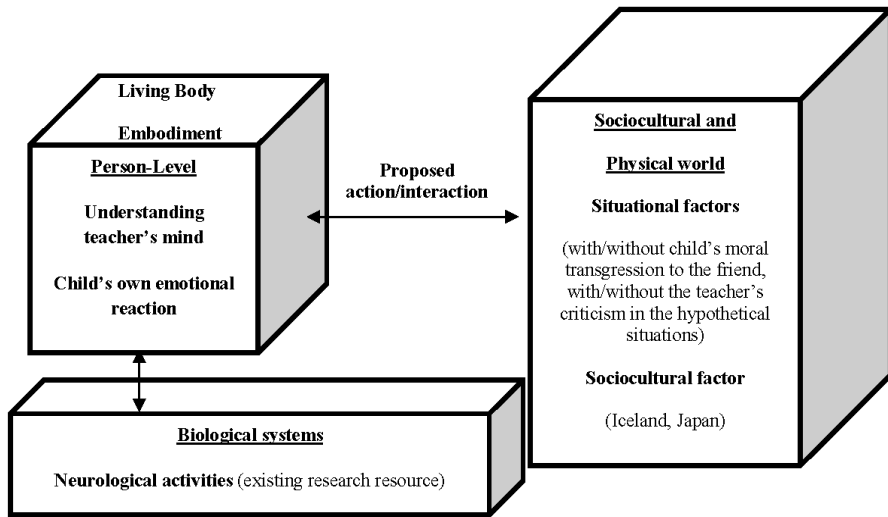 Living Body
Embodiment
Person-Level
Understanding
teacher's mind
Child's own emotional
reaction
Proposed
action/interaction
Sociocultural and
Physical world
Situational factors
(with/without child's moral
transgression to the friend,
with/without the teacher's
criticism in the hypothetical
situations)
Sociocultural factor
(Iceland, Japan)
Biological systems
Neurological activities (existing research resource)